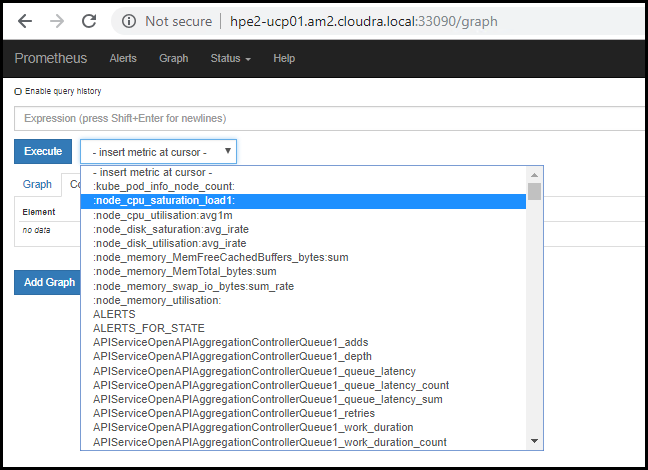 Not secure | hpe2-ucp01.am2.cloudra.local:33090/graph
Prometheus Alerts Graph Status Help
Enable query history
Expression (press Shift+Enter for newlines)
Execute - insert metric at cursor -
- insert metric at cursor -
:kube_pod_info_node_count:
Graph Co
:node_cpu_saturation_load1:
Element
:node_cpu_utilisation:avg1m
no data
:node_disk_saturation:avg_irate
:node_disk_utilisation:avg_irate
:node_memory_MemFreeCachedBuffers_bytes:sum
:node_memory_MemTotal_bytes:sum
Add Graph
:node_memory_swap_io_bytes:sum_rate
:node_memory_utilisation:
ALERTS
ALERTS_FOR_STATE
APIServiceOpenAPIAggregationControllerQueue1_adds
APIServiceOpenAPIAggregationControllerQueue1_depth
APIServiceOpenAPIAggregationControllerQueue1_queue_latency
APIServiceOpenAPIAggregationControllerQueue1_queue_latency_count
APIServiceOpenAPIAggregationControllerQueue1_queue_latency_sum
APIServiceOpenAPIAggregationControllerQueue1_retries
APIServiceOpenAPIAggregationControllerQueue1_work_duration
APIServiceOpenAPIAggregationControllerQueue1_work_duration_count